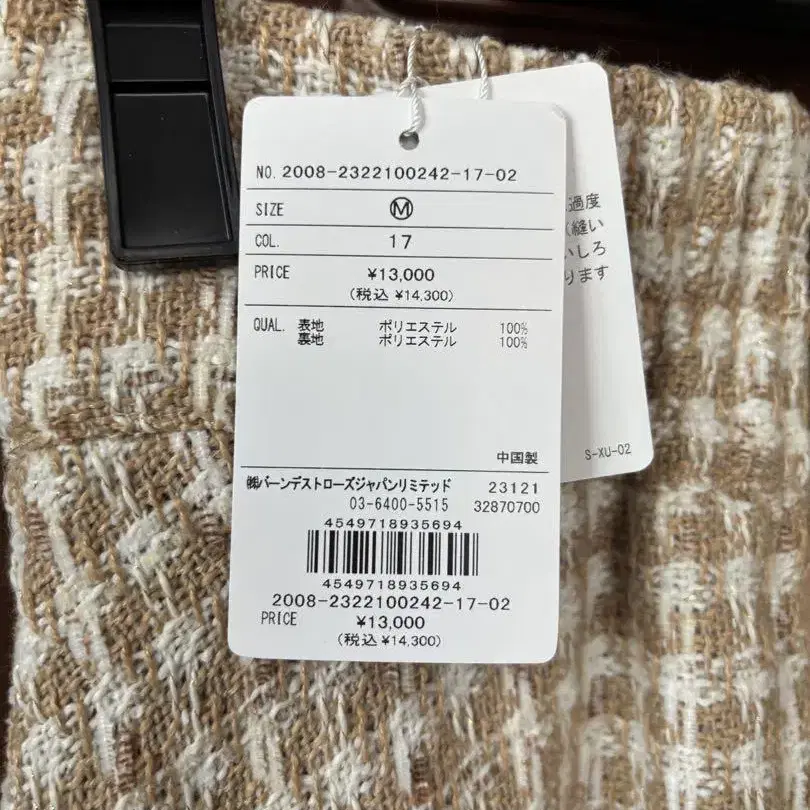 NO. 2008-2322100242-17-02
SIZE Ⓜ
COL. 17
PRICE ¥13,000
(税込 ¥14,300)
QUAL. 表地 ポリエステル 100%
裏地 ポリエステル 100%
中国製
㈱バーンデストローズジャパンリミテッド 23121
03-6400-5515 32870700
4549718935694
4549718935694
2008-2322100242-17-02
PRICE ¥13,000
(税込 ¥14,300)
過度
縫い
いしろ
ります
S-XU-02